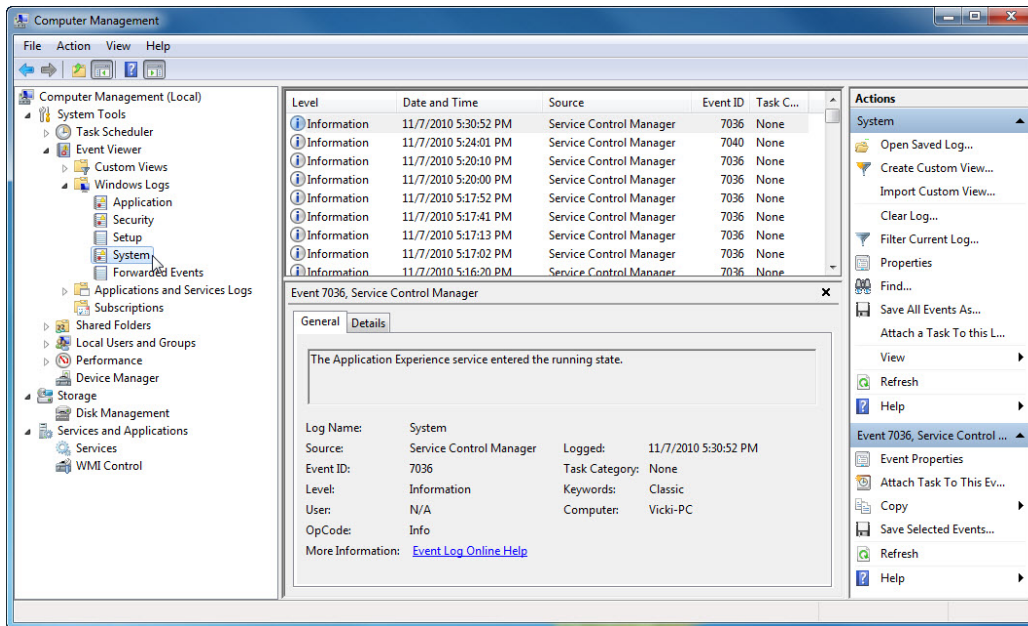 Computer Management
File Action View Help
Computer Management (Local)
System Tools
Task Scheduler
Event Viewer
Custom Views
Windows Logs
Application
Security
Setup
System
Forwarded Events
Applications and Services Logs
Subscriptions
Shared Folders
Local Users and Groups
Performance
Device Manager
Storage
Disk Management
Services and Applications
Services
WMI Control
Level Date and Time Source Event ID Task C...
Information 11/7/2010 5:30:52 PM Service Control Manager 7036 None
Information 11/7/2010 5:24:01 PM Service Control Manager 7040 None
Information 11/7/2010 5:20:10 PM Service Control Manager 7036 None
Information 11/7/2010 5:20:00 PM Service Control Manager 7036 None
Information 11/7/2010 5:17:52 PM Service Control Manager 7036 None
Information 11/7/2010 5:17:41 PM Service Control Manager 7036 None
Information 11/7/2010 5:17:13 PM Service Control Manager 7036 None
Information 11/7/2010 5:17:02 PM Service Control Manager 7036 None
Information 11/7/2010 5:16:20 PM Service Control Manager 7036 None
Event 7036, Service Control Manager
General Details
The Application Experience service entered the running state.
Log Name: System
Source: Service Control Manager Logged: 11/7/2010 5:30:52 PM
Event ID: 7036 Task Category: None
Level: Information Keywords: Classic
User: N/A Computer: Vicki-PC
OpCode: Info
More Information: Event Log Online Help
Actions
System
Open Saved Log...
Create Custom View...
Import Custom View...
Clear Log...
Filter Current Log...
Properties
Find...
Save All Events As...
Attach a Task To this L...
View
Refresh
Help
Event 7036, Service Control ...
Event Properties
Attach Task To This Ev...
Copy
Save Selected Events...
Refresh
Help